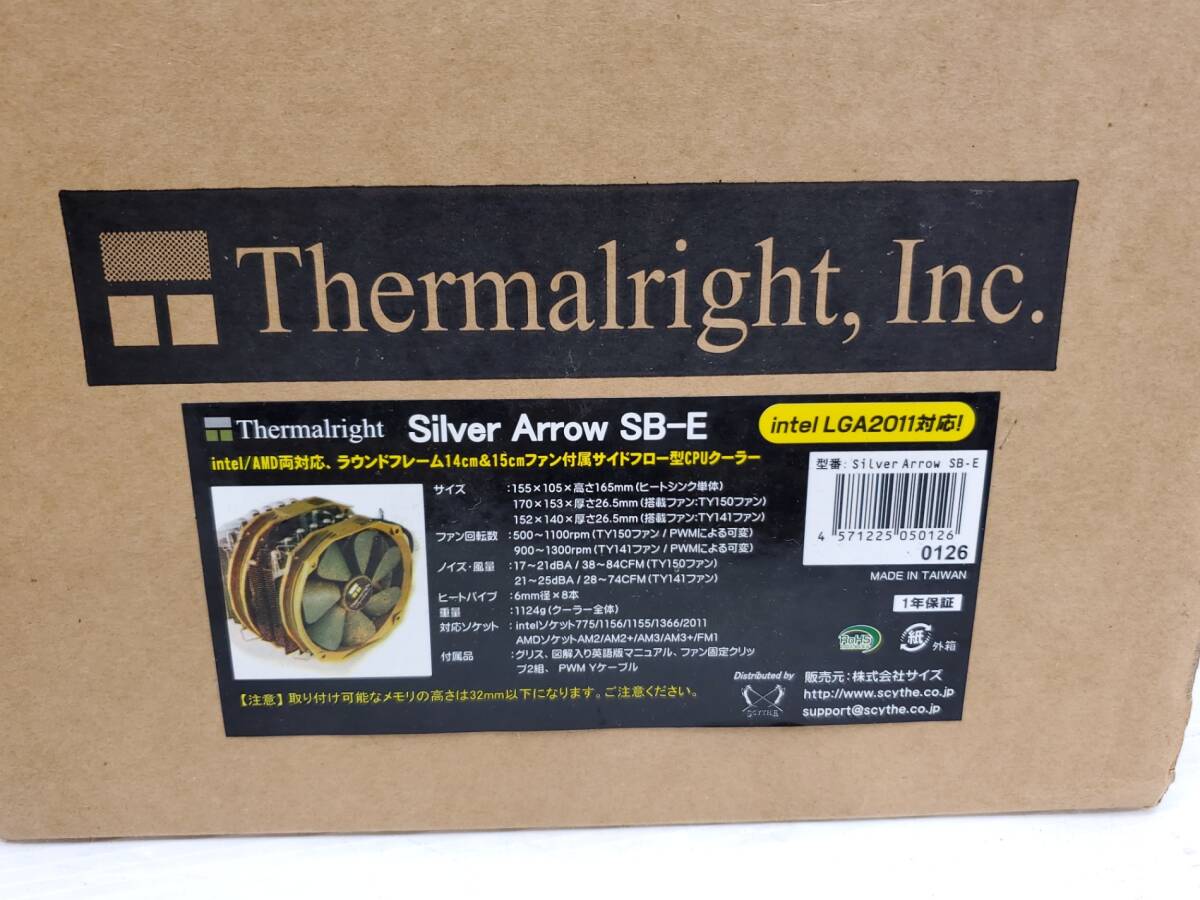 Thermalright, Inc.
Thermalright Silver Arrow SB-E
intel LGA2011対応!
intel/AMD両対応、ラウンドフレーム14cm&15cmファン付属サイドフロー型CPUクーラー
型番: Silver Arrow SB-E
サイズ :155×105×高さ165mm(ヒートシンク単体)
170×153×厚さ26.5mm(搭載ファン:TY150ファン)
152×140×厚さ26.5mm(搭載ファン:TY141ファン)
ファン回転数 :500~1100rpm(TY150ファン / PWMによる可変)
900~1300rpm(TY141ファン / PWMによる可変)
ノイズ・風量 :17~21dBA / 38~84CFM(TY150ファン)
21~25dBA / 28~74CFM(TY141ファン)
ヒートパイプ :6mm径×8本
重量 :1124g(クーラー全体)
対応ソケット :intelソケット775/1156/1155/1366/2011
AMDソケットAM2/AM2+/AM3/AM3+/FM1
付属品 :グリス、図解入り英語版マニュアル、ファン固定クリッ
プ2組、 PWM Yケーブル
【注意】取り付け可能なメモリの高さは32mm以下になります。ご注意ください。
4 571225 050126
0126
MADE IN TAIWAN
1年保証
RoHS
紙 外箱
Distributed by
SCYTHE
販売元:株式会社サイズ
http://www.scythe.co.jp
support@scythe.co.jp